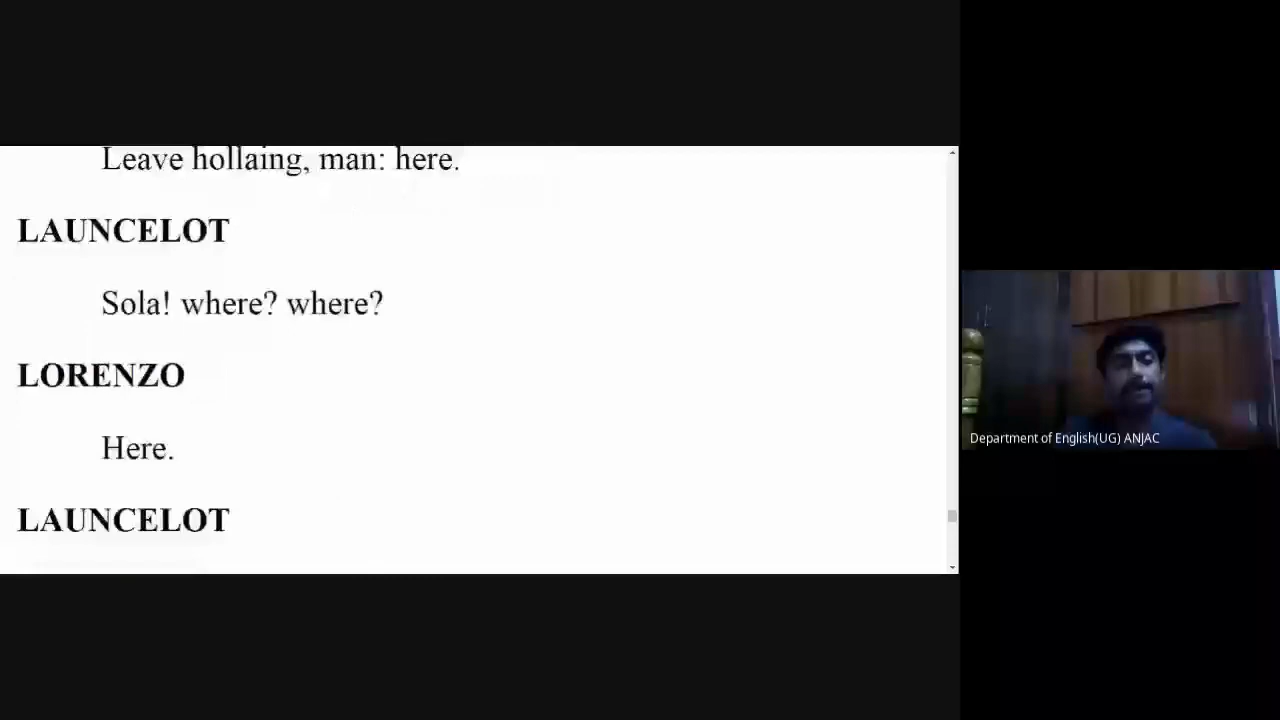 Leave hollaing, man: here.
LAUNCELOT
Sola! where? where?
LORENZO
Here.
LAUNCELOT
Department of English(UG) ANJAC